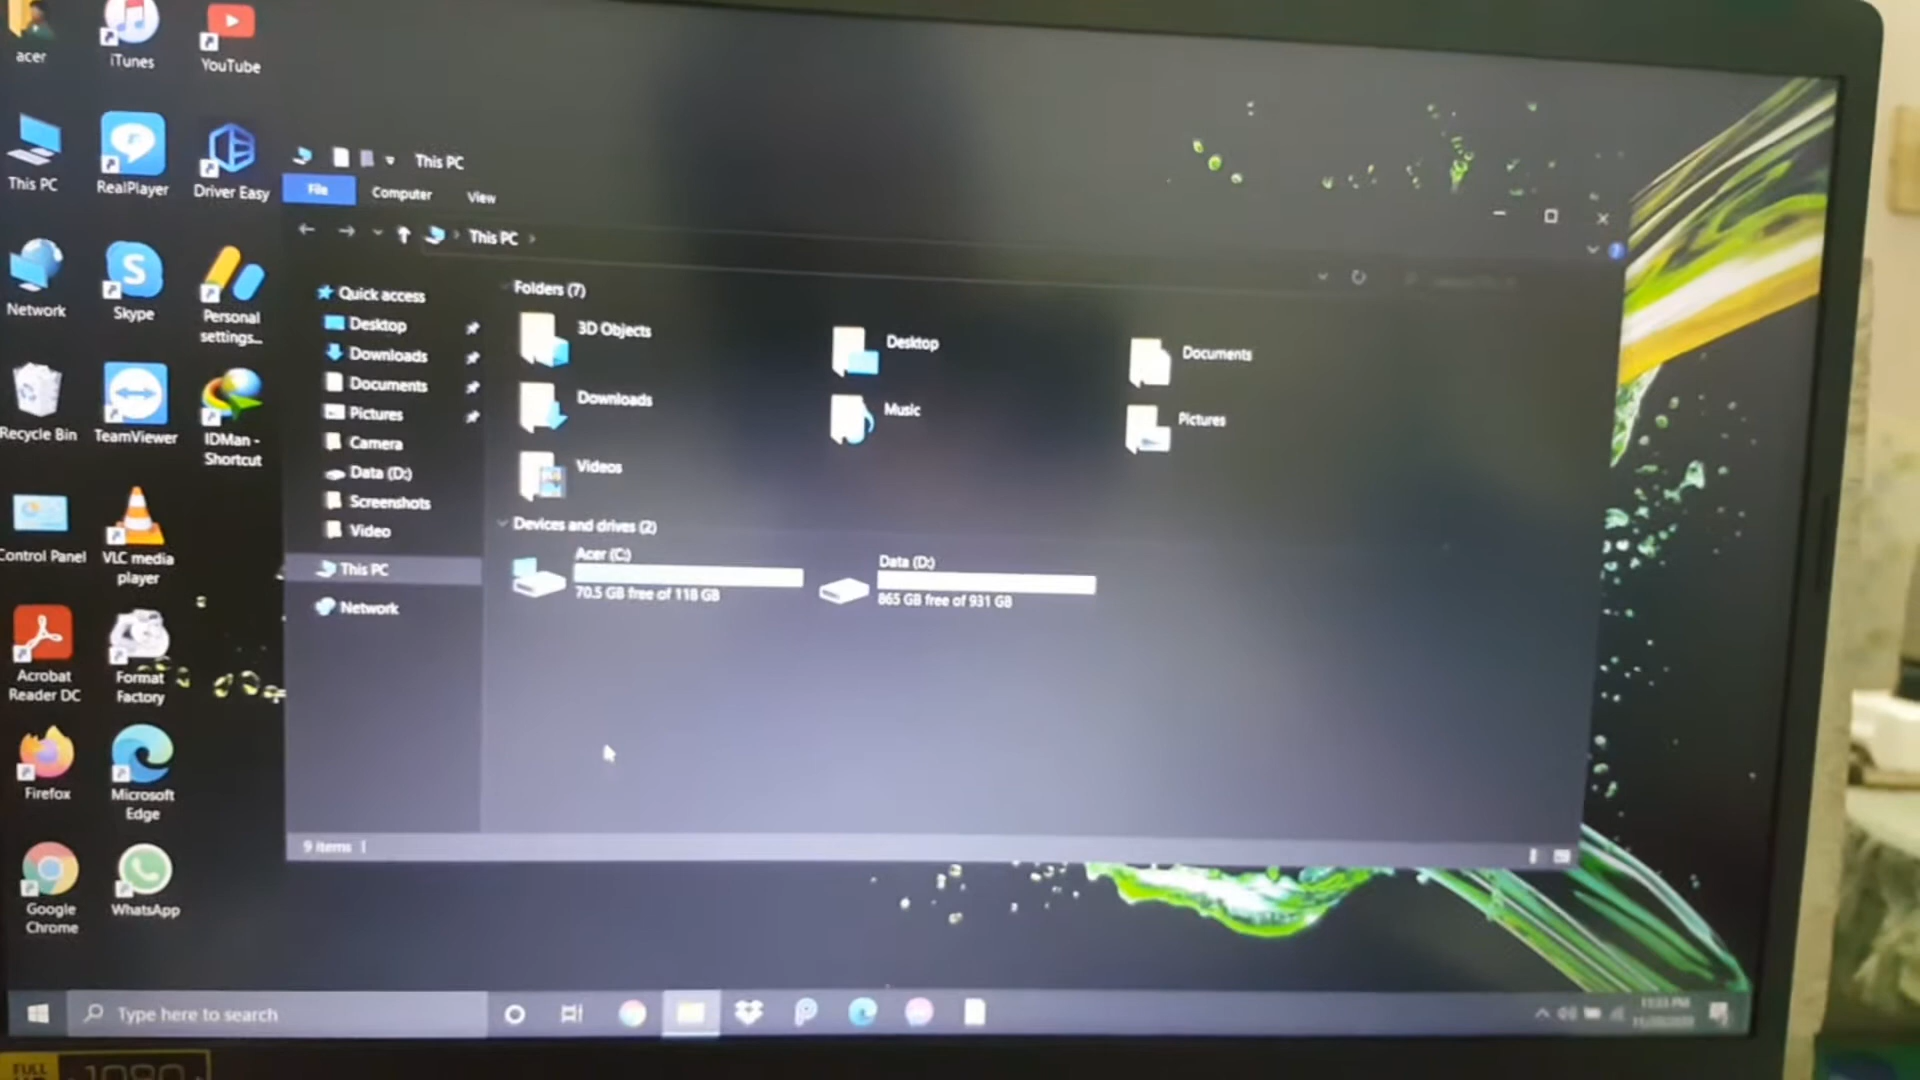 acer
iTunes
YouTube
This PC
RealPlayer
Driver Easy
Network
Skype
Personal
settings...
Recycle Bin
TeamViewer
IDMan -
Shortcut
Control Panel
VLC media
player
Acrobat
Reader DC
Format
Factory
Firefox
Microsoft
Edge
Google
Chrome
WhatsApp
This PC
File
Computer
View
This PC
Quick access
Desktop
Downloads
Documents
Pictures
Camera
Data (D:)
Screenshots
Video
This PC
Network
Folders (7)
3D Objects
Desktop
Documents
Downloads
Music
Pictures
Videos
Devices and drives (2)
Acer (C:)
70.5 GB free of 118 GB
Data (D:)
865 GB free of 931 GB
9 items
Type here to search
FULL
1080